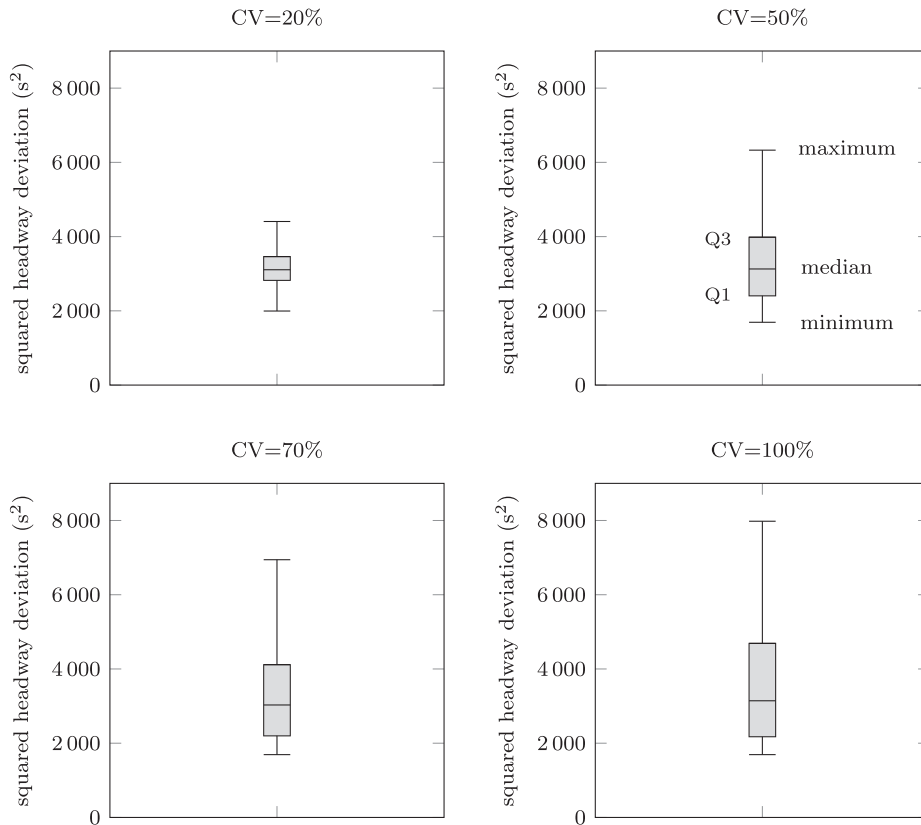 CV=20%
squared headway deviation (s²)
8 000
6 000
4 000
2 000
0
CV=50%
squared headway deviation (s²)
8 000
6 000
4 000
2 000
0
maximum
Q3
median
Q1
minimum
CV=70%
squared headway deviation (s²)
8 000
6 000
4 000
2 000
0
CV=100%
squared headway deviation (s²)
8 000
6 000
4 000
2 000
0